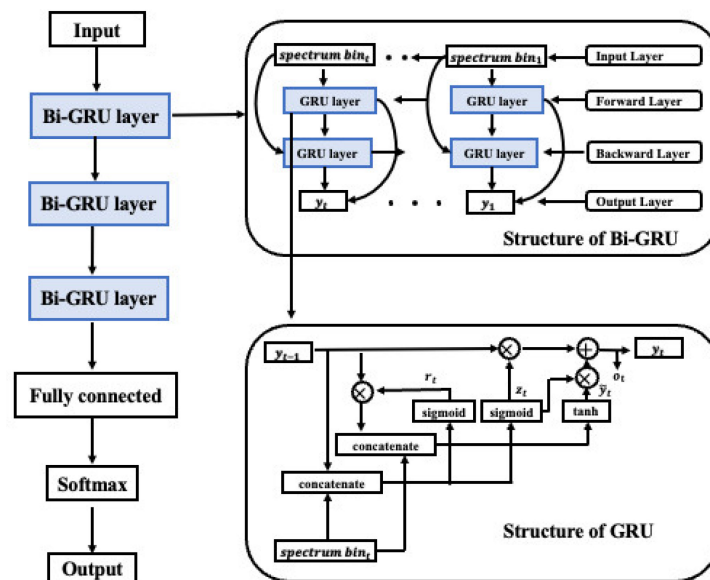 Input
Bi-GRU layer
Bi-GRU layer
Bi-GRU layer
Fully connected
Softmax
Output
spectrum bin_t
spectrum bin_1
Input Layer
GRU layer
GRU layer
Forward Layer
GRU layer
GRU layer
Backward Layer
y_t
y_1
Output Layer
Structure of Bi-GRU
y_{t-1}
y_t
r_t
z_t
ỹ_t
o_t
sigmoid
sigmoid
tanh
concatenate
concatenate
spectrum bin_t
Structure of GRU